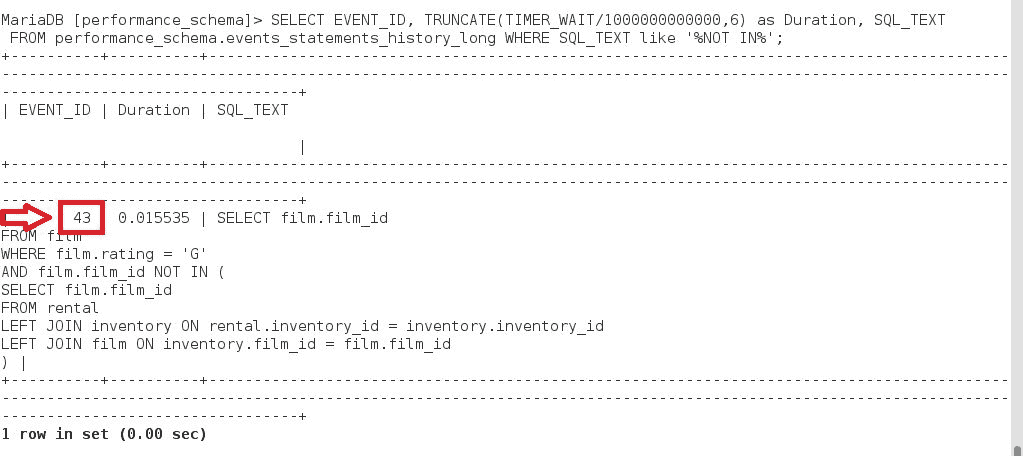 MariaDB [performance_schema]> SELECT EVENT_ID, TRUNCATE(TIMER_WAIT/1000000000000,6) as Duration, SQL_TEXT
 FROM performance_schema.events_statements_history_long WHERE SQL_TEXT like '%NOT IN%';
+----------+----------+-----------------------------------------------------------------------------------------
----------------------------------------------------------------------------------------------------------------
---------------------------------+
| EVENT_ID | Duration | SQL_TEXT
|
+----------+----------+-----------------------------------------------------------------------------------------
----------------------------------------------------------------------------------------------------------------
---------------------------------+
43 0.015535 | SELECT film.film_id
FROM film
WHERE film.rating = 'G'
AND film.film_id NOT IN (
SELECT film.film_id
FROM rental
LEFT JOIN inventory ON rental.inventory_id = inventory.inventory_id
LEFT JOIN film ON inventory.film_id = film.film_id
) |
+----------+----------+-----------------------------------------------------------------------------------------
----------------------------------------------------------------------------------------------------------------
---------------------------------+
1 row in set (0.00 sec)